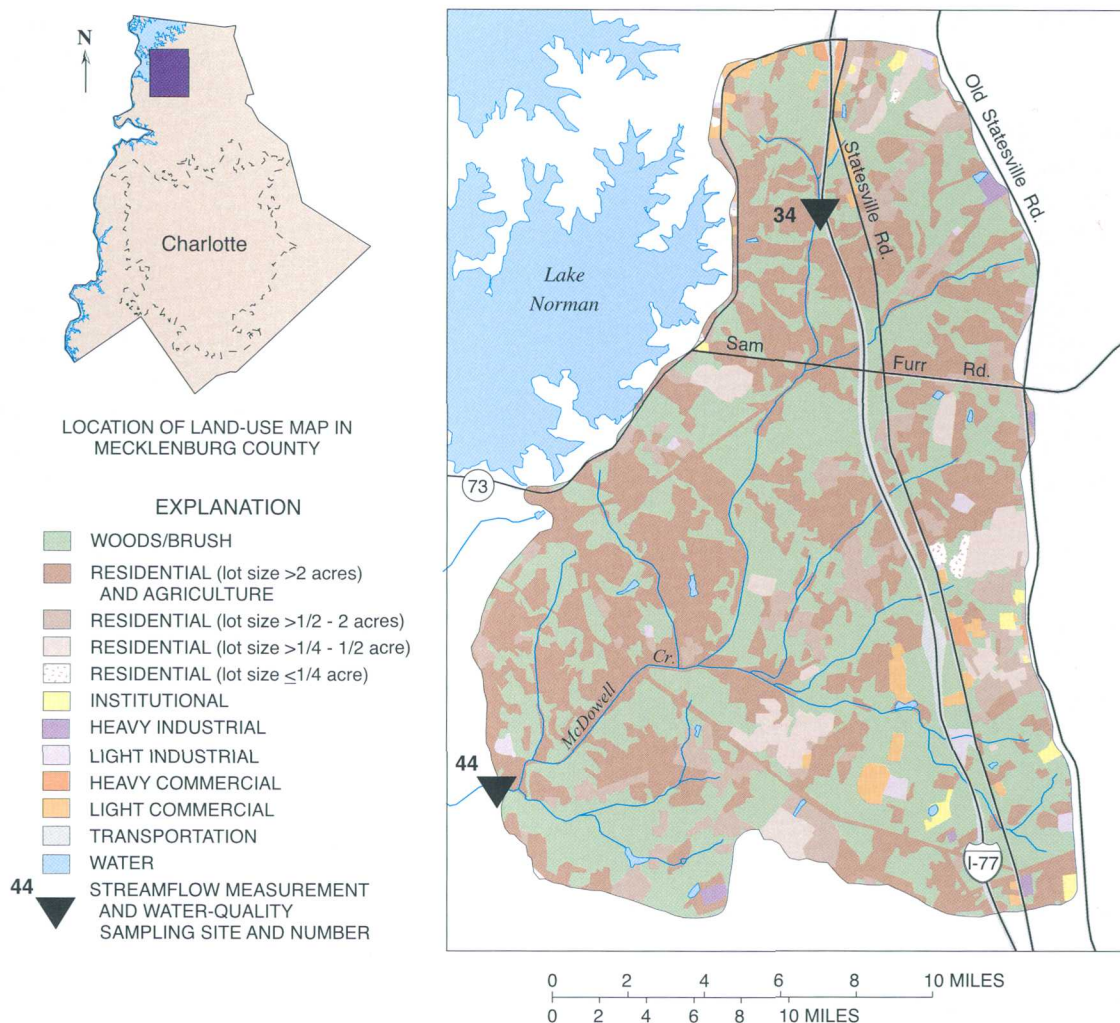 N
Charlotte
LOCATION OF LAND-USE MAP IN
MECKLENBURG COUNTY
EXPLANATION
WOODS/BRUSH
RESIDENTIAL (lot size >2 acres)
AND AGRICULTURE
RESIDENTIAL (lot size >1/2 - 2 acres)
RESIDENTIAL (lot size >1/4 - 1/2 acre)
RESIDENTIAL (lot size ≤1/4 acre)
INSTITUTIONAL
HEAVY INDUSTRIAL
LIGHT INDUSTRIAL
HEAVY COMMERCIAL
LIGHT COMMERCIAL
TRANSPORTATION
WATER
44 STREAMFLOW MEASUREMENT
AND WATER-QUALITY
SAMPLING SITE AND NUMBER
Old Statesville Rd.
Statesville Rd.
34
Lake
Norman
Sam Furr Rd.
73
McDowell Cr.
44
I-77
0 2 4 6 8 10 MILES
0 2 4 6 8 10 MILES